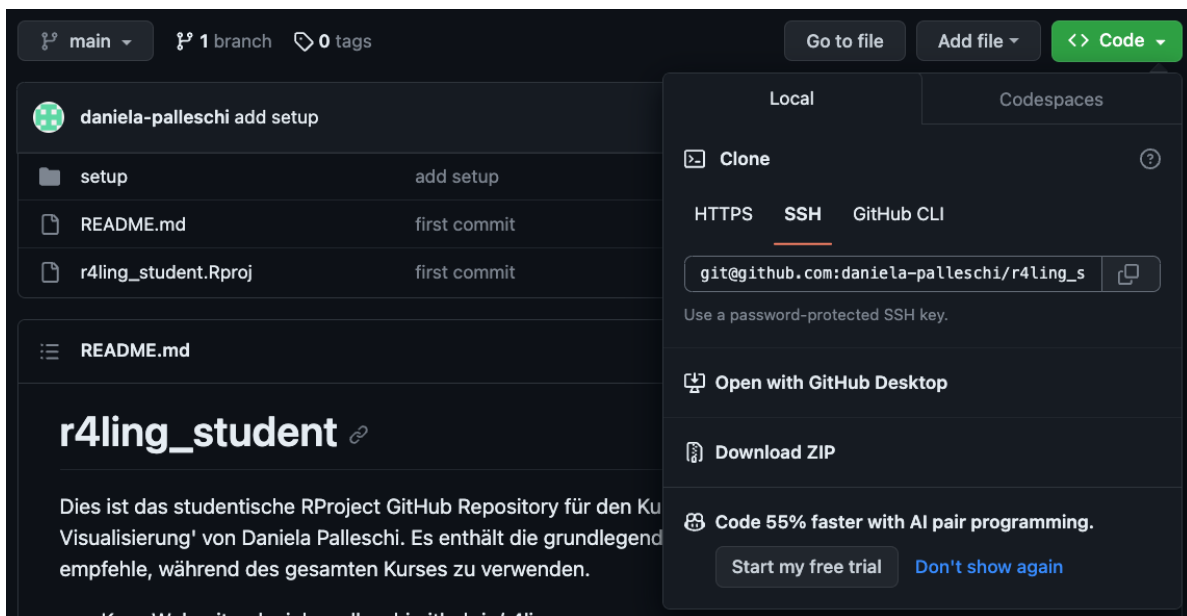 main 1 branch 0 tags Go to file Add file <> Code
daniela-palleschi add setup
setup add setup
README.md first commit
r4ling_student.Rproj first commit
README.md
r4ling_student
Dies ist das studentische RProject GitHub Repository für den Ku
Visualisierung' von Daniela Palleschi. Es enthält die grundlegend
empfehle, während des gesamten Kurses zu verwenden.
Local Codespaces
Clone
HTTPS SSH GitHub CLI
git@github.com:daniela-palleschi/r4ling_s
Use a password-protected SSH key.
Open with GitHub Desktop
Download ZIP
Code 55% faster with AI pair programming.
Start my free trial Don't show again